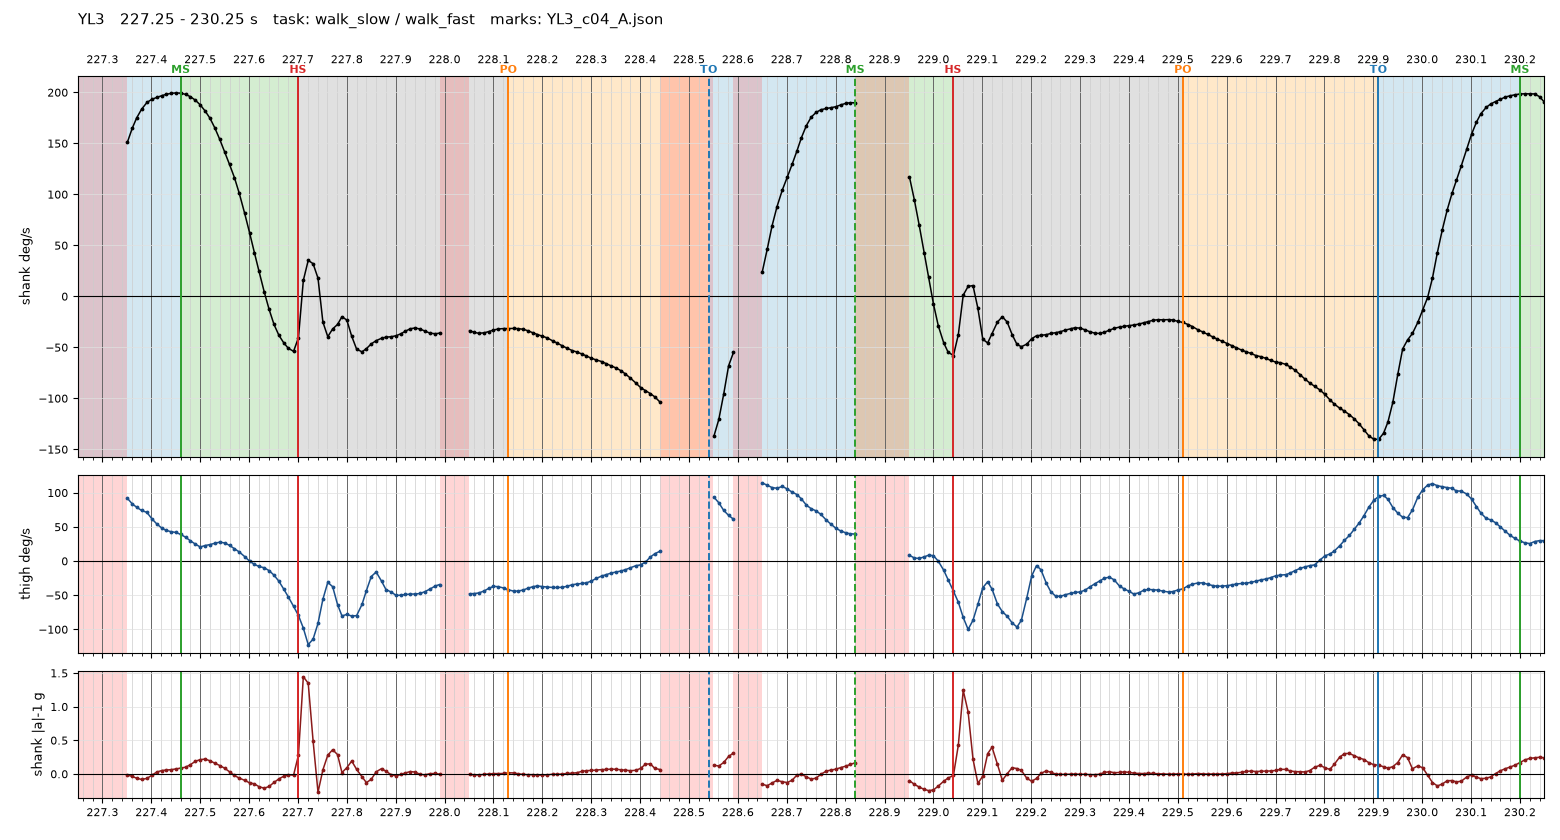 YL3 227.25 - 230.25 s task: walk_slow / walk_fast marks: YL3_c04_A.json
227.3 227.4 227.5 227.6 227.7 227.8 227.9 228.0 228.1 228.2 228.3 228.4 228.5 228.6 228.7 228.8 228.9 229.0 229.1 229.2 229.3 229.4 229.5 229.6 229.7 229.8 229.9 230.0 230.1 230.2
MS HS PO TO MS HS PO TO MS
200
150
100
50
0
−50
−100
−150
shank deg/s
100
50
0
−50
−100
thigh deg/s
1.5
1.0
0.5
0.0
shank |a|-1 g
227.3 227.4 227.5 227.6 227.7 227.8 227.9 228.0 228.1 228.2 228.3 228.4 228.5 228.6 228.7 228.8 228.9 229.0 229.1 229.2 229.3 229.4 229.5 229.6 229.7 229.8 229.9 230.0 230.1 230.2